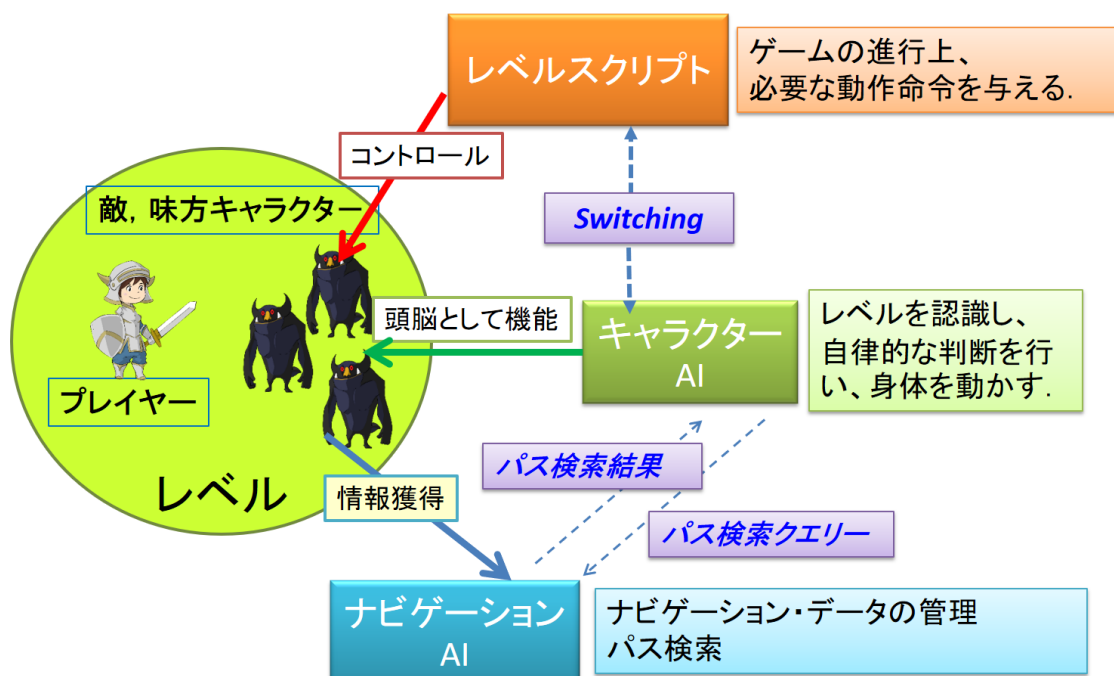 レベルスクリプト
ゲームの進行上、
必要な動作命令を与える.
コントロール
敵, 味方キャラクター
Switching
頭脳として機能
キャラクター
AI
レベルを認識し、
自律的な判断を行
い、身体を動かす.
プレイヤー
パス検索結果
レベル
情報獲得
パス検索クエリー
ナビゲーション
AI
ナビゲーション・データの管理
パス検索